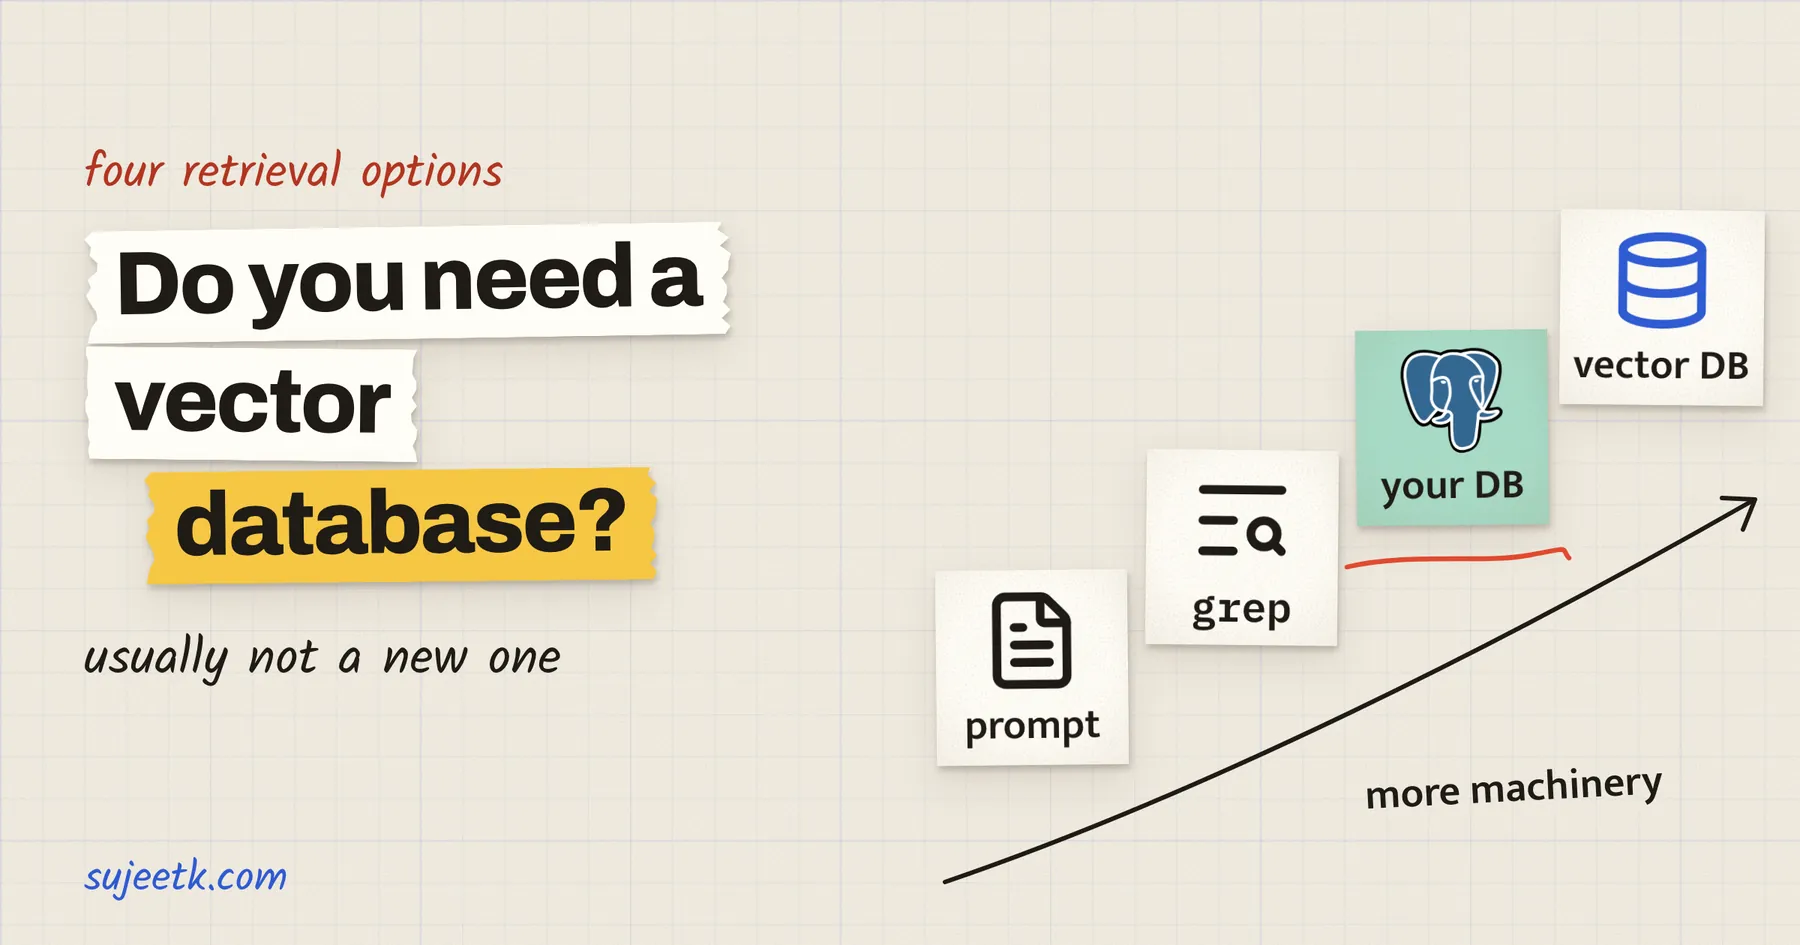 four retrieval options
Do you need a
vector
database?
usually not a new one
sujeetk.com
prompt
grep
your DB
vector DB
more machinery